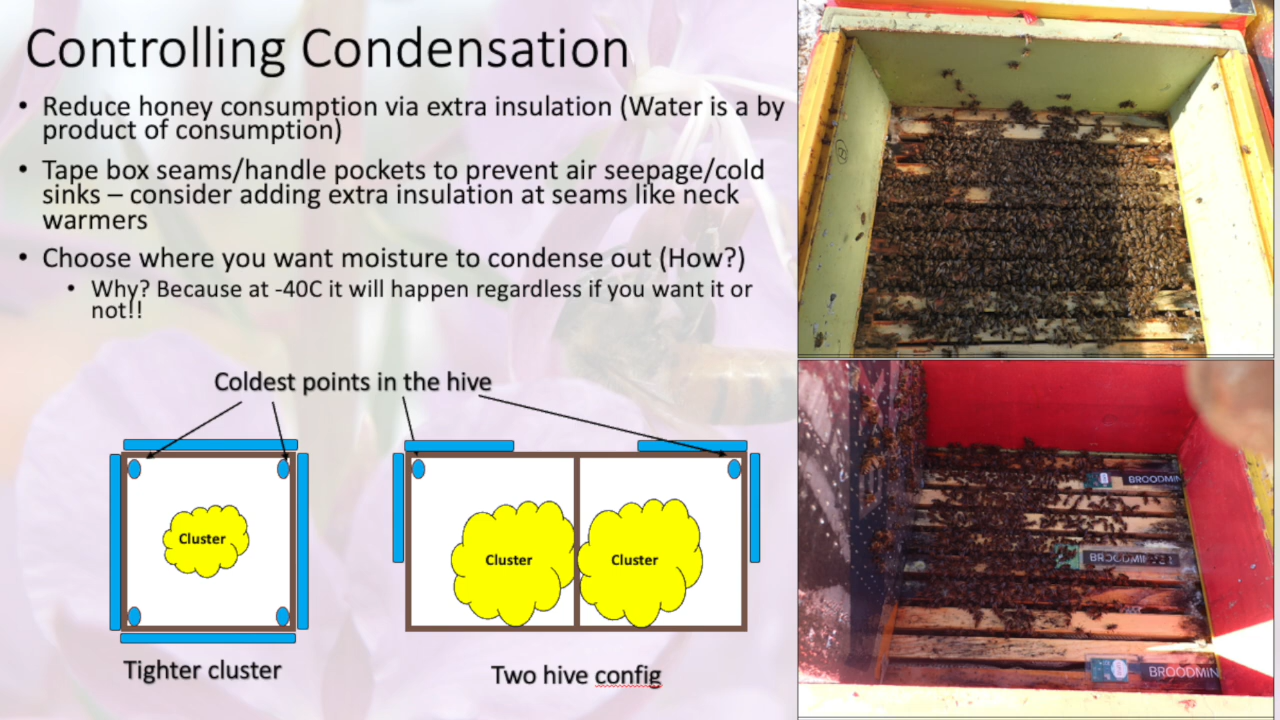 Controlling Condensation
• Reduce honey consumption via extra insulation (Water is a by
product of consumption)
• Tape box seams/handle pockets to prevent air seepage/cold
sinks – consider adding extra insulation at seams like neck
warmers
• Choose where you want moisture to condense out (How?)
• Why? Because at -40C it will happen regardless if you want it or
not!!
Coldest points in the hive
Cluster
Cluster
Cluster
Tighter cluster
Two hive config
BROODMIN
BROODMI
BROODMIN